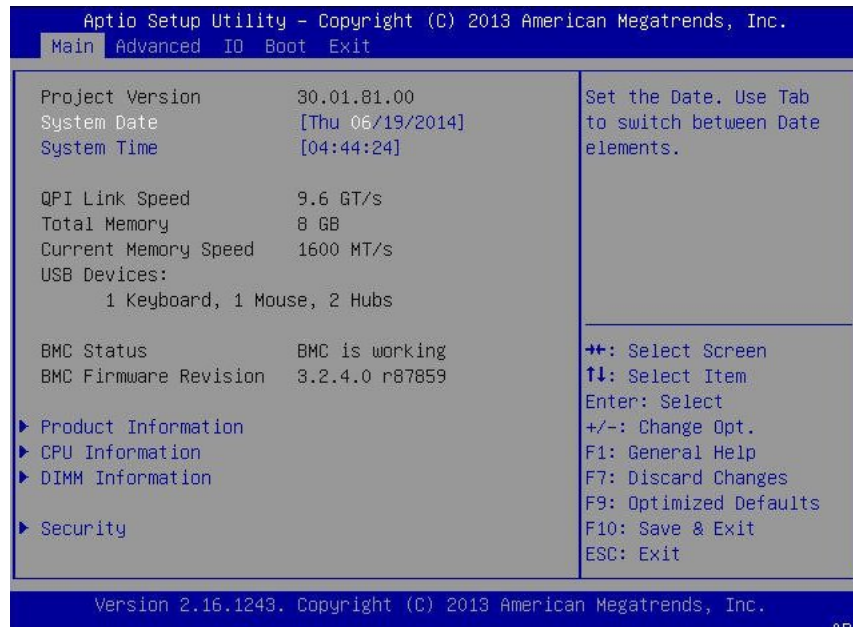 Aptio Setup Utility – Copyright (C) 2013 American Megatrends, Inc.
Main Advanced IO Boot Exit
Project Version 30.01.81.00
System Date [Thu 06/19/2014]
System Time [04:44:24]
QPI Link Speed 9.6 GT/s
Total Memory 8 GB
Current Memory Speed 1600 MT/s
USB Devices:
1 Keyboard, 1 Mouse, 2 Hubs
BMC Status BMC is working
BMC Firmware Revision 3.2.4.0 r87859
Product Information
CPU Information
DIMM Information
Security
Set the Date. Use Tab
to switch between Date
elements.
→←: Select Screen
↑↓: Select Item
Enter: Select
+/-: Change Opt.
F1: General Help
F7: Discard Changes
F9: Optimized Defaults
F10: Save & Exit
ESC: Exit
Version 2.16.1243. Copyright (C) 2013 American Megatrends, Inc.